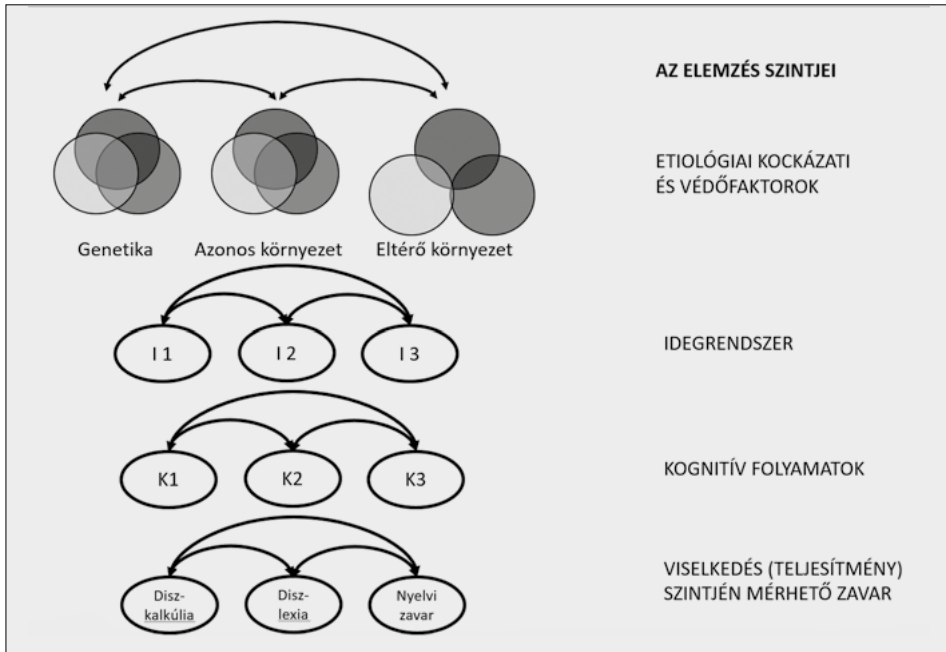 AZ ELEMZÉS SZINTJEI
ETIOLÓGIAI KOCKÁZATI
ÉS VÉDŐFAKTOROK
Genetika
Azonos környezet
Eltérő környezet
I 1
I 2
I 3
IDEGRENDSZER
K1
K2
K3
KOGNITÍV FOLYAMATOK
Disz-
kalkúlia
Disz-
lexia
Nyelvi
zavar
VISELKEDÉS (TELJESÍTMÉNY)
SZINTJÉN MÉRHETŐ ZAVAR